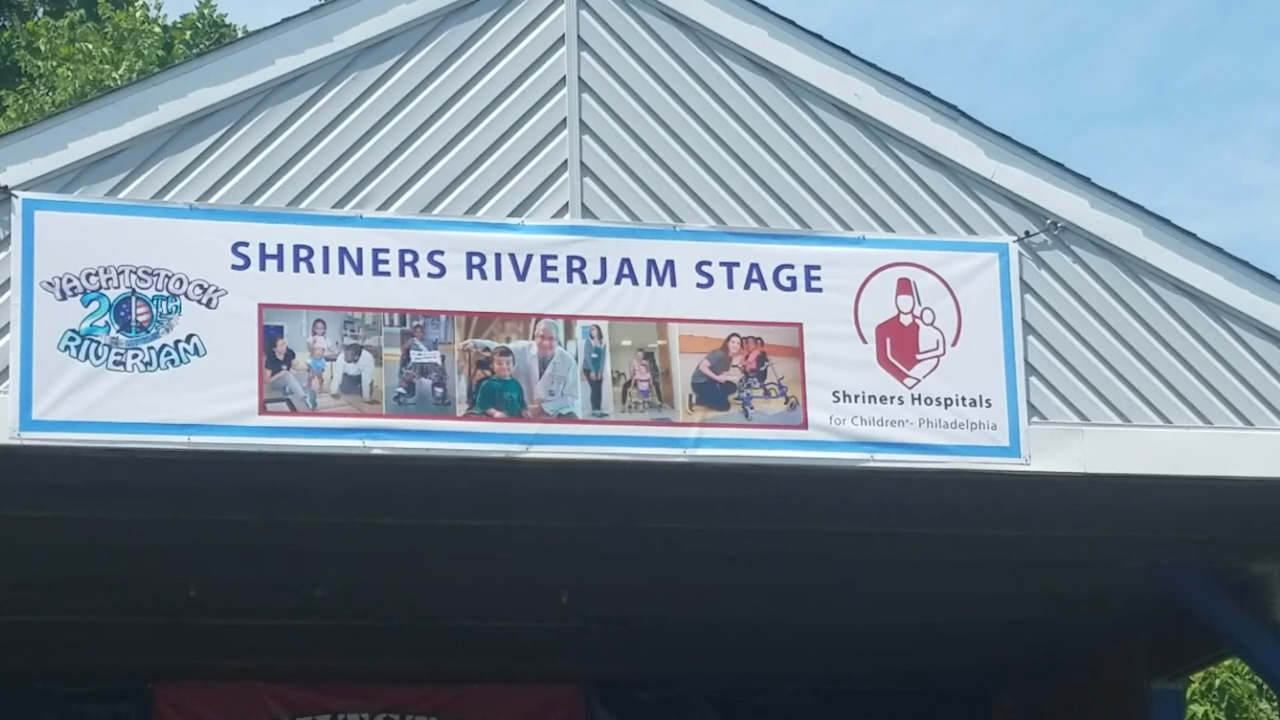 SHRINERS RIVERJAM STAGE
YACHTSTOCK
20TH
RIVERJAM
Shriners Hospitals
for Children®- Philadelphia